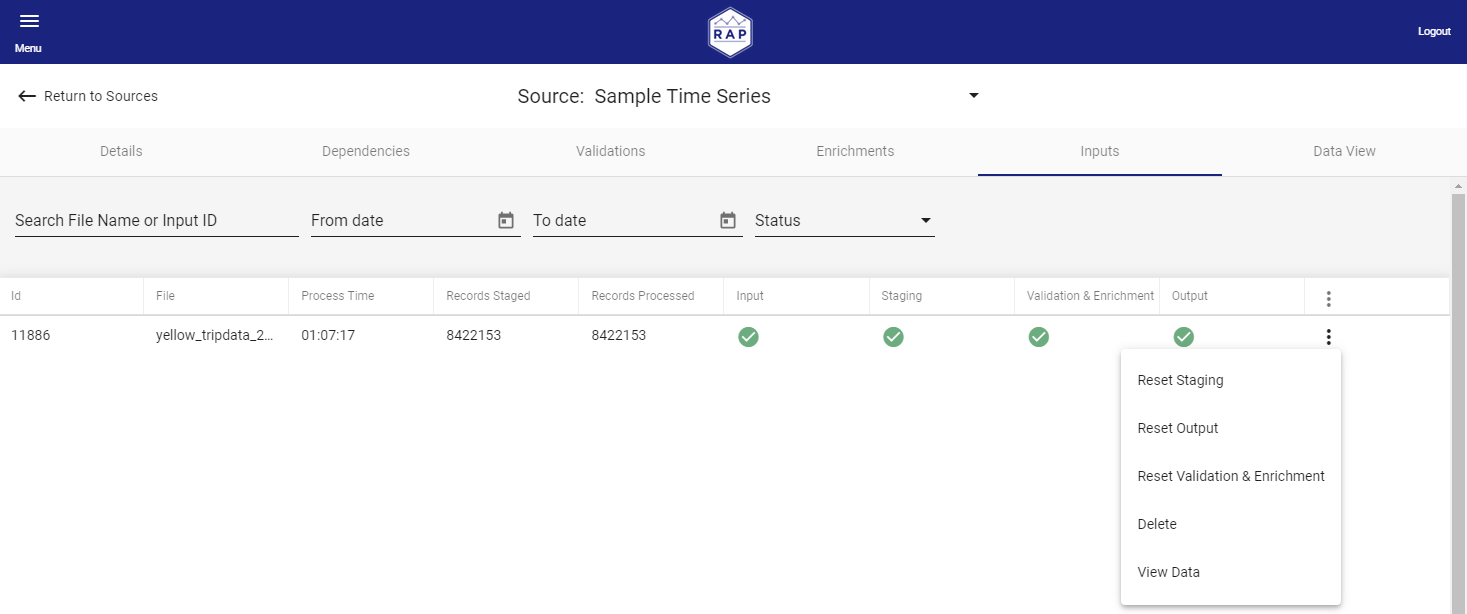 Menu
RAP
Logout
Return to Sources
Source: Sample Time Series
Details Dependencies Validations Enrichments Inputs Data View
Search File Name or Input ID From date To date Status
Id File Process Time Records Staged Records Processed Input Staging Validation & Enrichment Output
11886 yellow_tripdata_2... 01:07:17 8422153 8422153
Reset Staging
Reset Output
Reset Validation & Enrichment
Delete
View Data